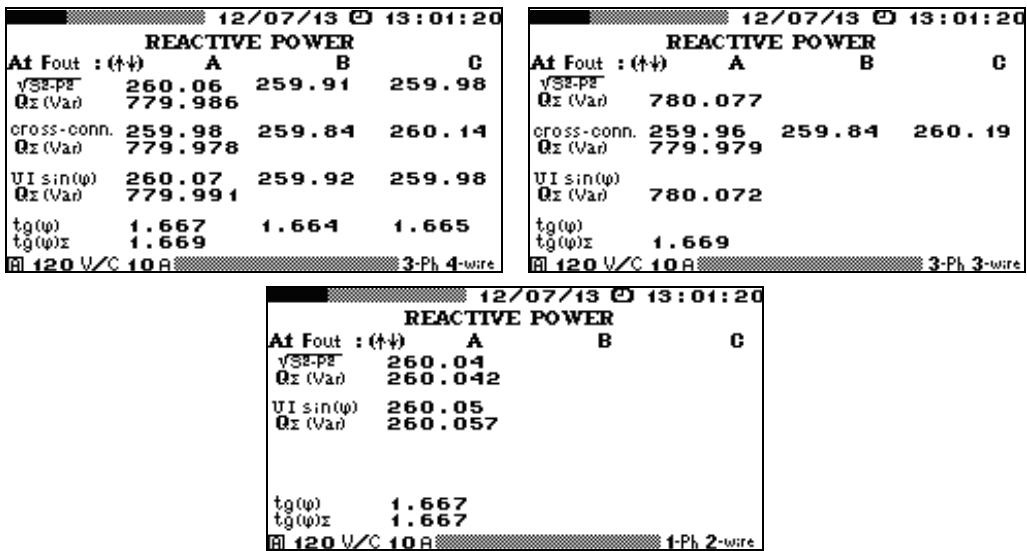 12/07/13 13:01:20
REACTIVE POWER
At Fout : (↑↓) A B C
√S²-P² 260.06 259.91 259.98
QΣ (Var) 779.986
cross-conn. 259.98 259.84 260.14
QΣ (Var) 779.978
UI sin(φ) 260.07 259.92 259.98
QΣ (Var) 779.991
tg(φ) 1.667 1.664 1.665
tg(φ)Σ 1.669
A 120 V/C 10 A 3-Ph 4-wire
12/07/13 13:01:20
REACTIVE POWER
At Fout : (↑↓) A B C
√S²-P²
QΣ (Var) 780.077
cross-conn. 259.96 259.84 260.19
QΣ (Var) 779.979
UI sin(φ)
QΣ (Var) 780.072
tg(φ)
tg(φ)Σ 1.669
A 120 V/C 10 A 3-Ph 3-wire
12/07/13 13:01:20
REACTIVE POWER
At Fout : (↑↓) A B C
√S²-P² 260.04
QΣ (Var) 260.042
UI sin(φ) 260.05
QΣ (Var) 260.057
tg(φ) 1.667
tg(φ)Σ 1.667
A 120 V/C 10 A 1-Ph 2-wire